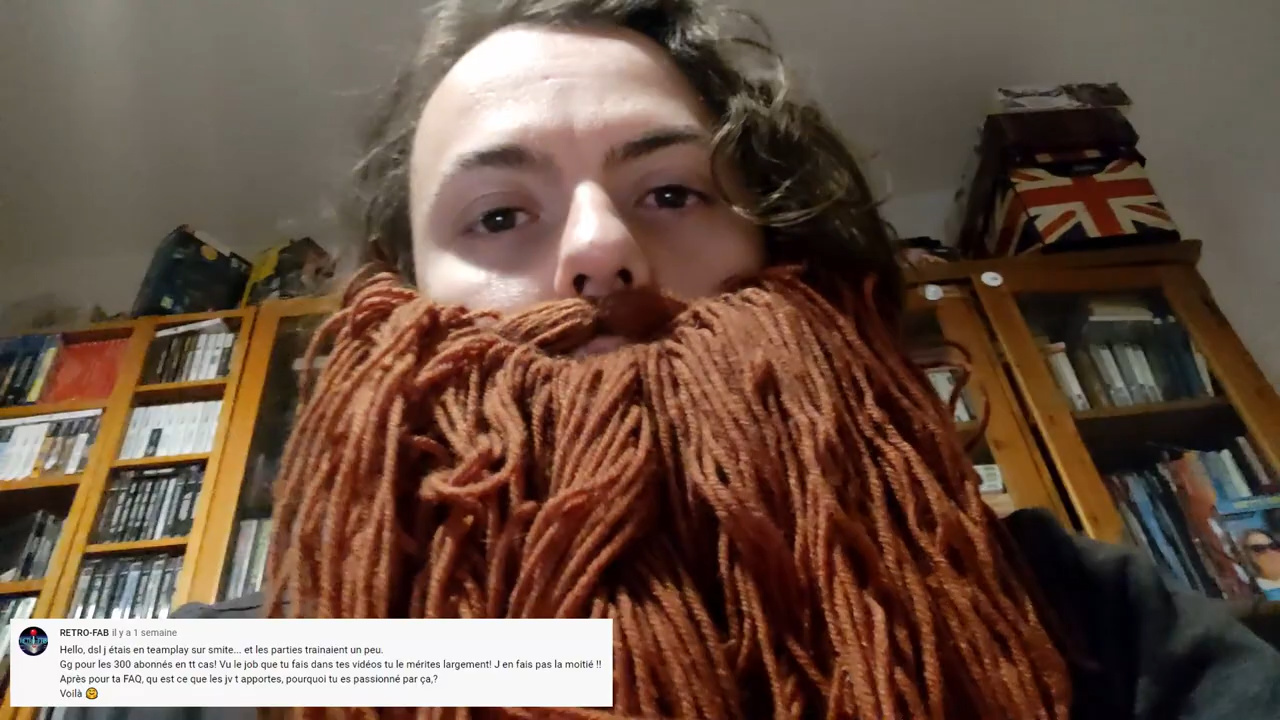 RETRO-FAB il y a 1 semaine
Hello, dsl j étais en teamplay sur smite... et les parties trainaient un peu.
Gg pour les 300 abonnés en tt cas! Vu le job que tu fais dans tes vidéos tu le mérites largement! J en fais pas la moitié !!
Après pour ta FAQ, qu est ce que les jv t apportes, pourquoi tu es passionné par ça,?
Voilà